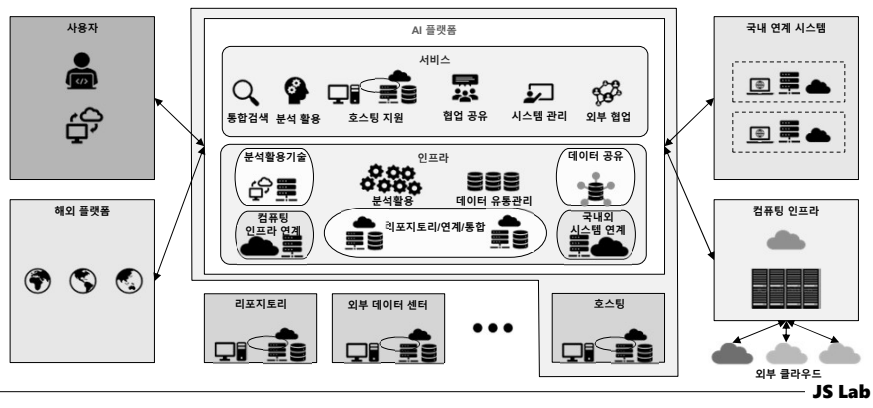 사용자
AI 플랫폼
국내 연계 시스템
서비스
통합검색
분석 활용
호스팅 지원
협업 공유
시스템 관리
외부 협업
분석활용기술
인프라
데이터 공유
분석활용
데이터 유통관리
해외 플랫폼
컴퓨팅 인프라
컴퓨팅
인프라 연계
리포지토리/연계/통합
국내외
시스템 연계
리포지토리
외부 데이터 센터
호스팅
외부 클라우드
JS Lab